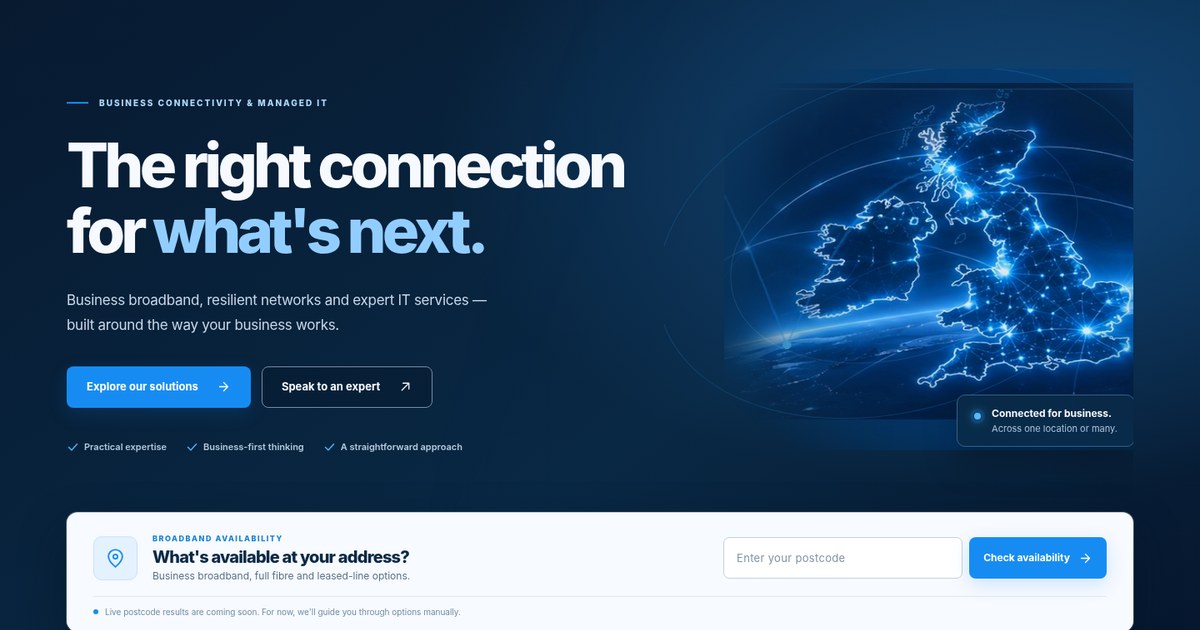 BUSINESS CONNECTIVITY & MANAGED IT
The right connection
for what's next.
Business broadband, resilient networks and expert IT services —
built around the way your business works.
Explore our solutions
Speak to an expert
Practical expertise
Business-first thinking
A straightforward approach
Connected for business.
Across one location or many.
BROADBAND AVAILABILITY
What's available at your address?
Business broadband, full fibre and leased-line options.
Enter your postcode
Check availability
Live postcode results are coming soon. For now, we'll guide you through options manually.